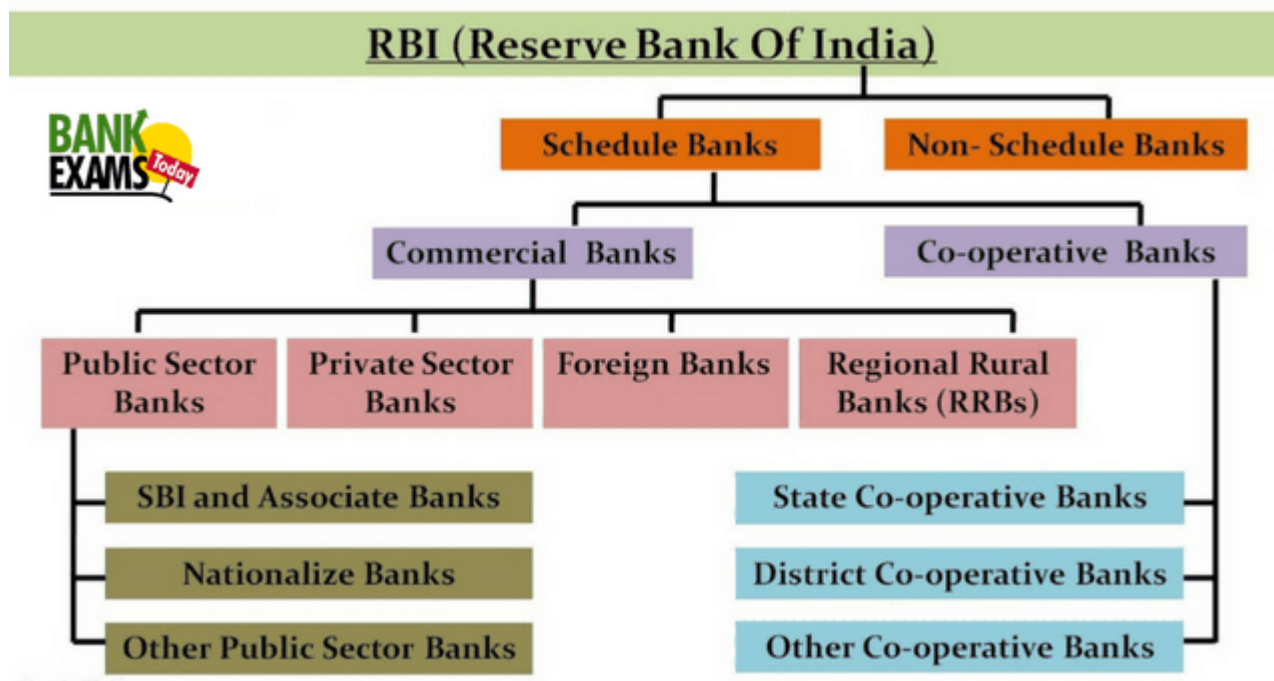 RBI (Reserve Bank Of India)
BANK
EXAMS
Today
Schedule Banks
Non- Schedule Banks
Commercial Banks
Co-operative Banks
Public Sector
Banks
Private Sector
Banks
Foreign Banks
Regional Rural
Banks (RRBs)
SBI and Associate Banks
State Co-operative Banks
Nationalize Banks
District Co-operative Banks
Other Public Sector Banks
Other Co-operative Banks